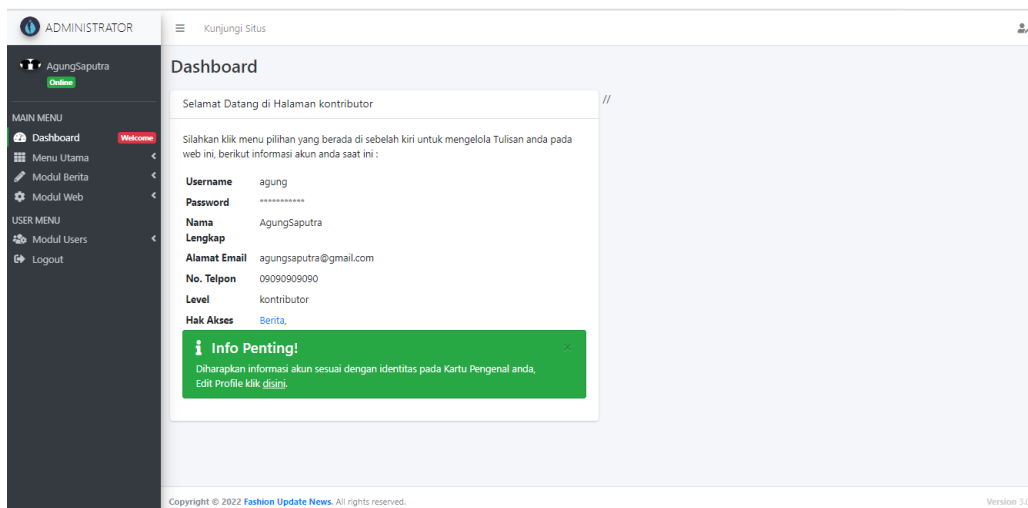 ADMINISTRATOR
Kunjungi Situs
AgungSaputra
Online
MAIN MENU
Dashboard
Welcome
Menu Utama
Modul Berita
Modul Web
USER MENU
Modul Users
Logout
Dashboard
Selamat Datang di Halaman kontributor
//
Silahkan klik menu pilihan yang berada di sebelah kiri untuk mengelola Tulisan anda pada
web ini, berikut informasi akun anda saat ini :
Username agung
Password ***********
Nama Lengkap AgungSaputra
Alamat Email agungsaputra@gmail.com
No. Telpon 09090909090
Level kontributor
Hak Akses Berita,
Info Penting!
×
Diharapkan informasi akun sesuai dengan identitas pada Kartu Pengenal anda,
Edit Profile klik disini.
Copyright © 2022 Fashion Update News. All rights reserved.
Version